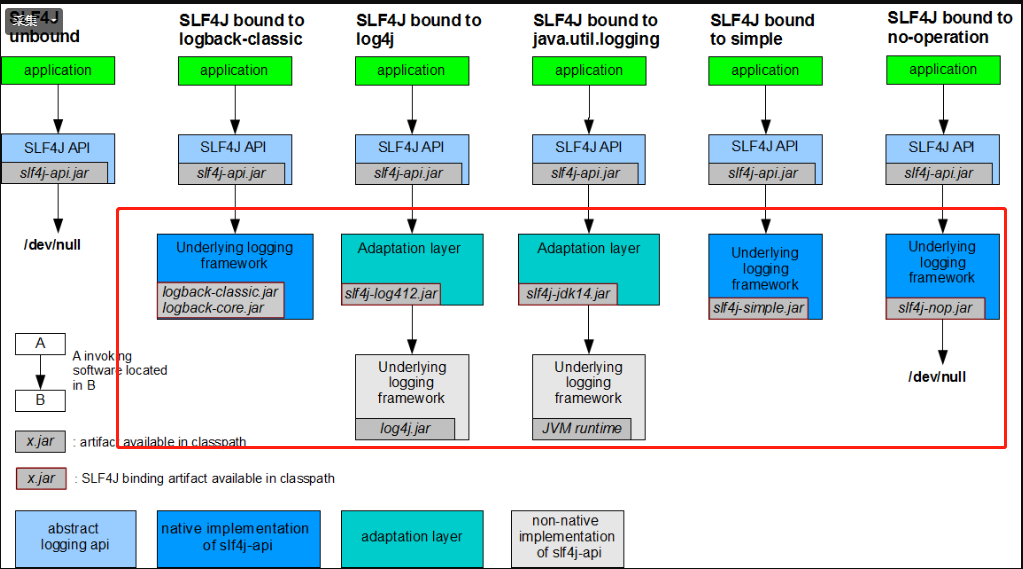 采集
SLF4J
unbound
SLF4J bound to
logback-classic
SLF4J bound to
log4j
SLF4J bound to
java.util.logging
SLF4J bound
to simple
SLF4J bound to
no-operation
application
application
application
application
application
application
SLF4J API
slf4j-api.jar
SLF4J API
slf4j-api.jar
SLF4J API
slf4j-api.jar
SLF4J API
slf4j-api.jar
SLF4J API
slf4j-api.jar
SLF4J API
slf4j-api.jar
/dev/null
Underlying logging
framework
logback-classic.jar
logback-core.jar
Adaptation layer
slf4j-log412.jar
Adaptation layer
slf4j-jdk14.jar
Underlying
logging
framework
slf4j-simple.jar
Underlying
logging
framework
slf4j-nop.jar
Underlying
logging
framework
log4j.jar
Underlying
logging
framework
JVM runtime
/dev/null
A
B
A invoking
software located
in B
x.jar
: artifact available in classpath
x.jar
: SLF4J binding artifact available in classpath
abstract
logging api
native implementation
of slf4j-api
adaptation layer
non-native
implementation
of slf4j-api